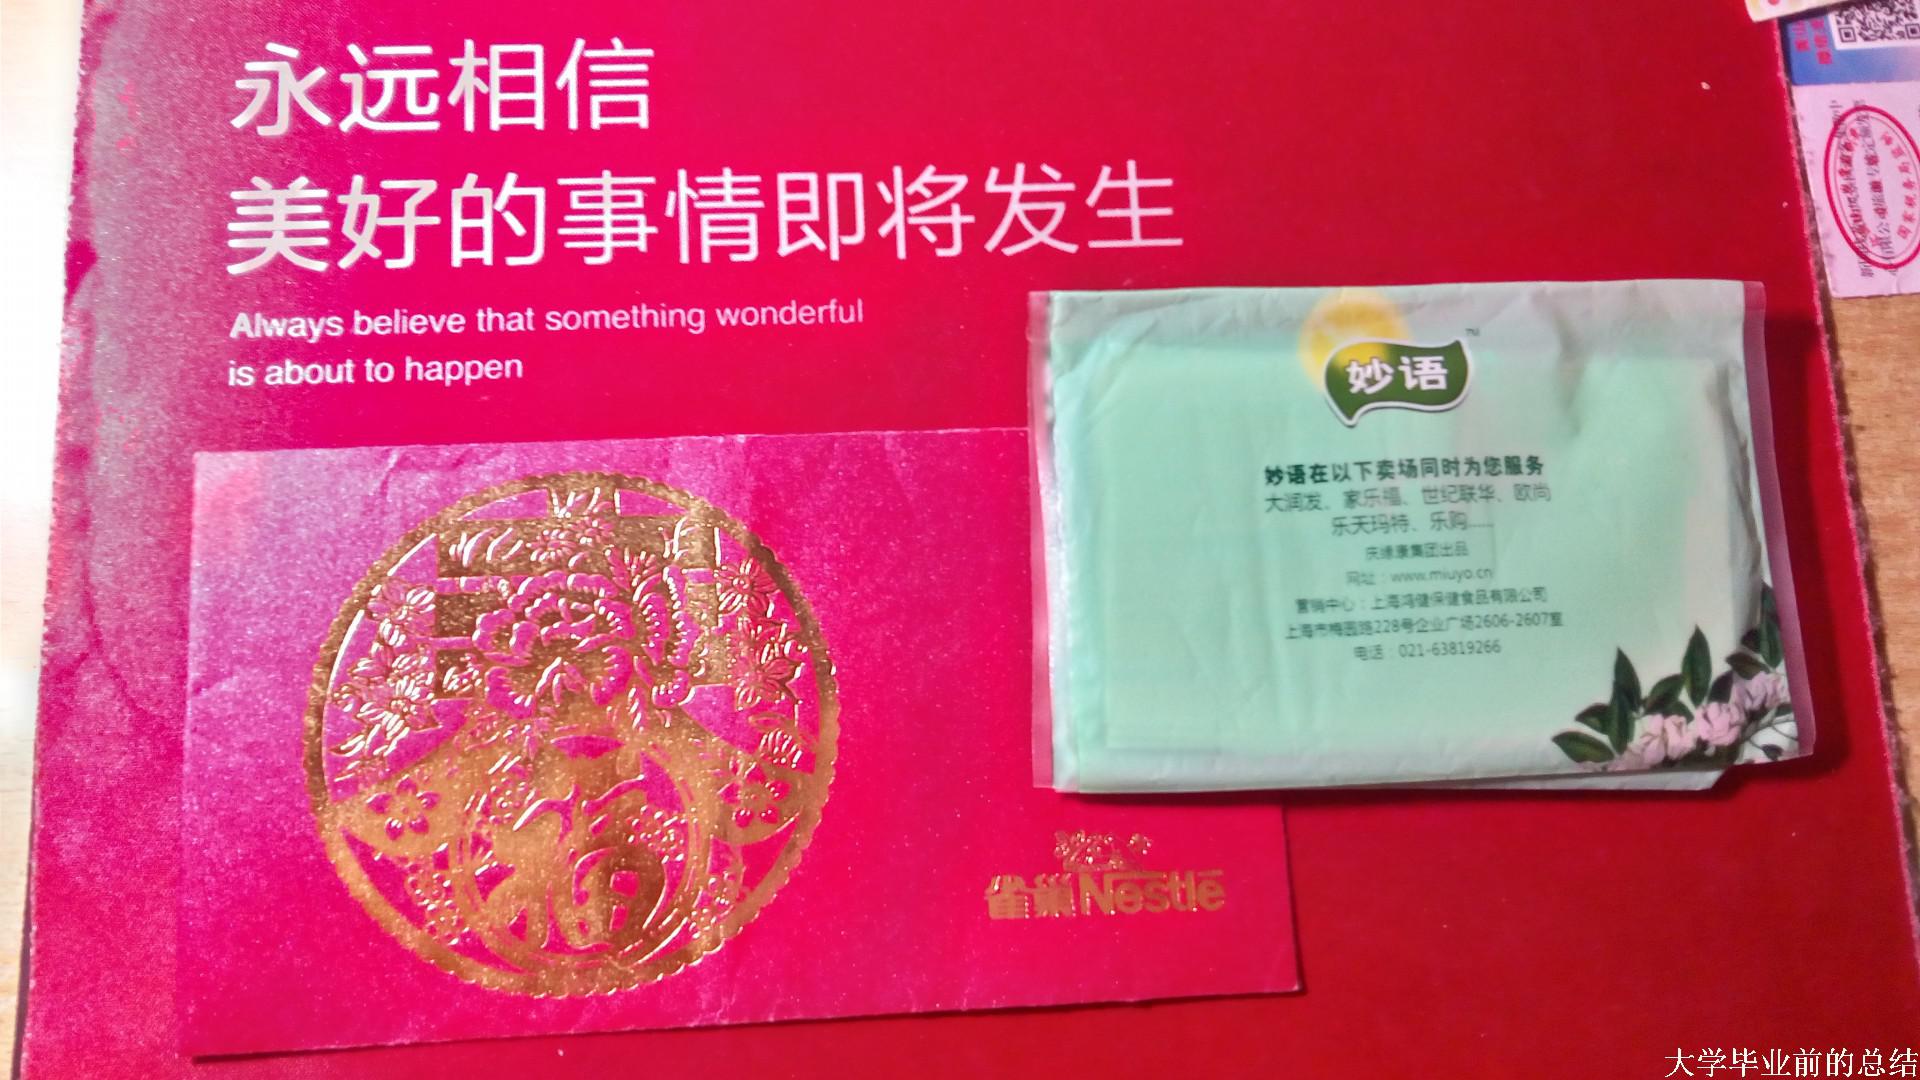 永远相信
美好的事情即将发生
Always believe that something wonderful
is about to happen
妙语
TM
妙语在以下卖场同时为您服务
大润发、家乐福、世纪联华、欧尚
乐天玛特、乐购......
庆缘康集团出品
网址：www.miuyo.cn
营销中心：上海鸿健保健食品有限公司
上海市梅园路228号企业广场2606-2607室
电话：021-63819266
福
雀巢Nestlé
大学毕业前的总结